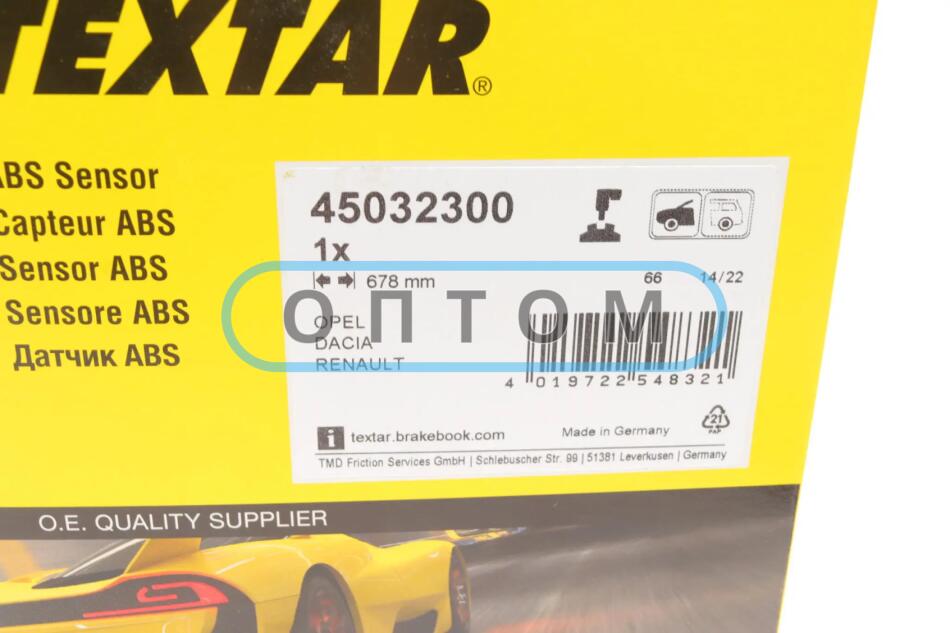 TEXTAR®
ABS Sensor
Capteur ABS
Sensor ABS
Sensore ABS
Датчик ABS
45032300
1x
678 mm
66 14/22
ОПТОМ
OPEL
DACIA
RENAULT
4 019722 548321
i textar.brakebook.com
Made in Germany
21
PAP
TMD Friction Services GmbH | Schlebuscher Str. 99 | 51381 Leverkusen | Germany
O.E. QUALITY SUPPLIER